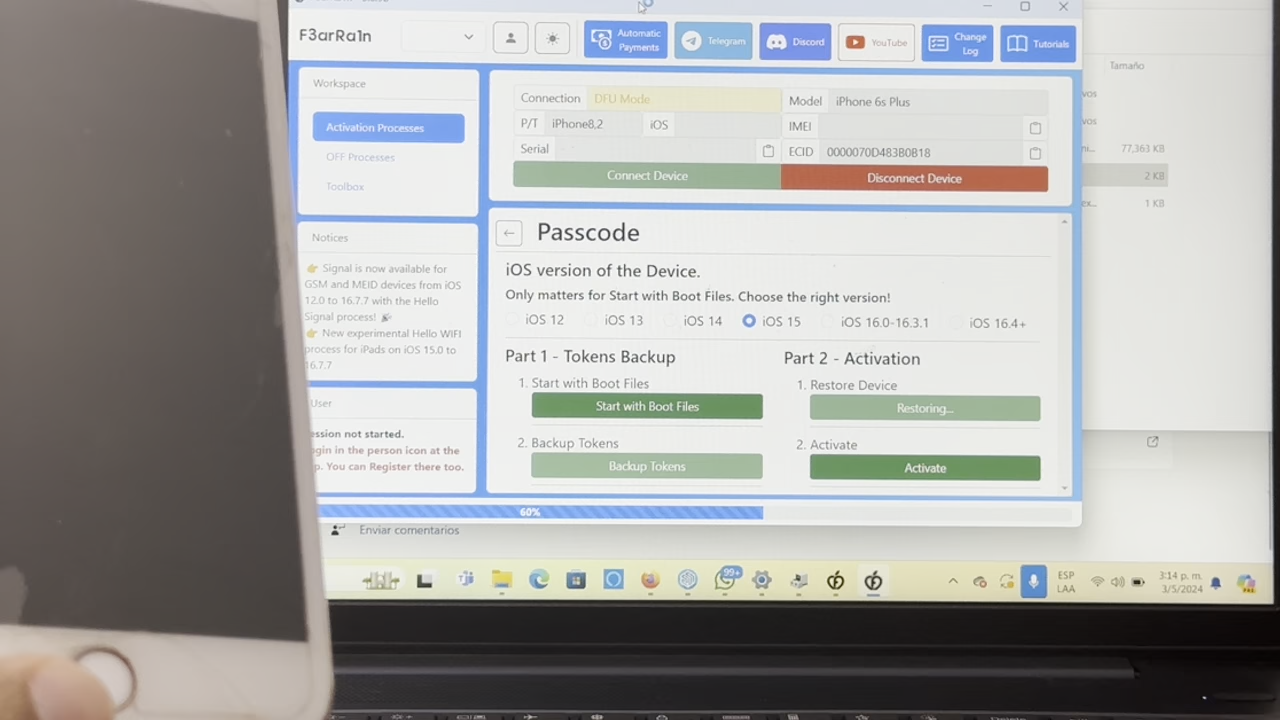 F3arRa1n
Automatic
Payments
Telegram
Discord
YouTube
Change
Log
Tutorials
Tamaño
Workspace
Activation Processes
OFF Processes
Toolbox
Connection DFU Mode
Model iPhone 6s Plus
P/T iPhone8,2 iOS
IMEI
Serial
ECID 0000070D483B0B18
Connect Device
Disconnect Device
vos
vos
77,363 KB
2 KB
1 KB
Notices
👉 Signal is now available for
GSM and MEID devices from iOS
12.0 to 16.7.7 with the Hello
Signal process! 🎉
👉 New experimental Hello WIFI
process for iPads on iOS 15.0 to
16.7.7
← Passcode
iOS version of the Device.
Only matters for Start with Boot Files. Choose the right version!
iOS 12 iOS 13 iOS 14 iOS 15 iOS 16.0-16.3.1 iOS 16.4+
Part 1 - Tokens Backup
1. Start with Boot Files
Start with Boot Files
2. Backup Tokens
Backup Tokens
Part 2 - Activation
1. Restore Device
Restoring...
2. Activate
Activate
User
ession not started.
gin in the person icon at the
p. You can Register there too.
60%
Enviar comentarios
99+
ESP
LAA
3:14 p. m.
3/5/2024